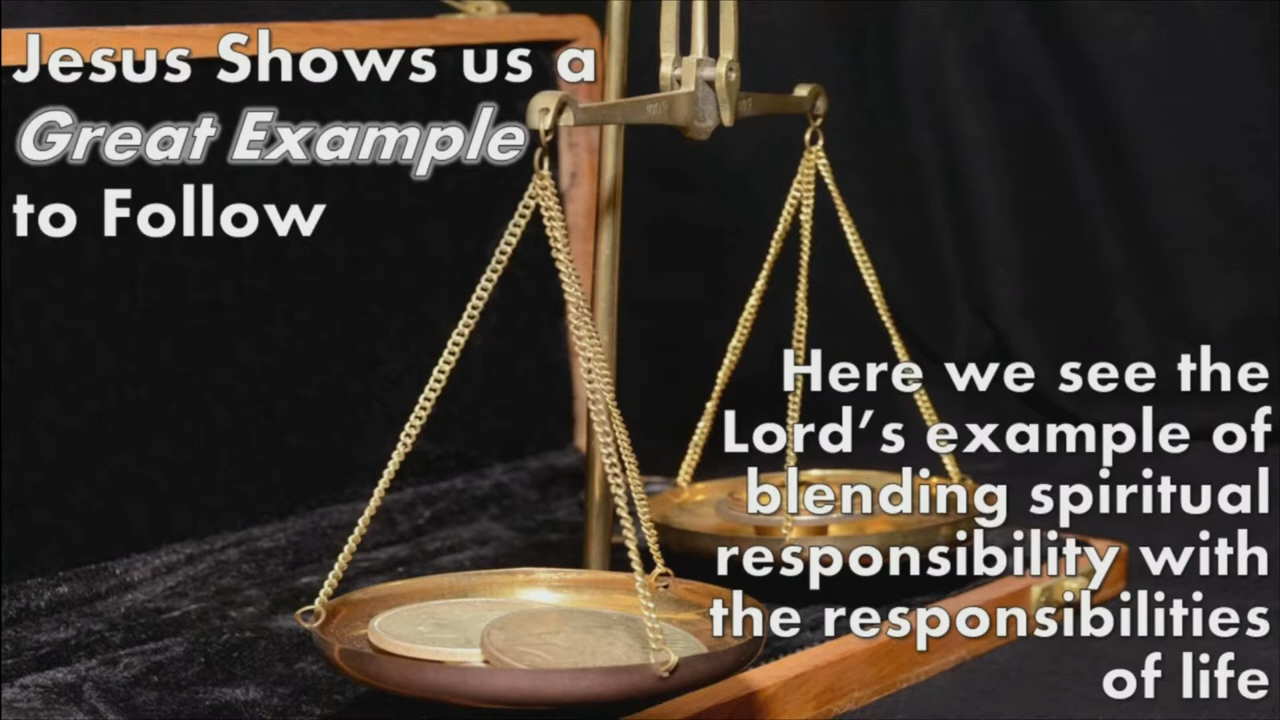 Jesus Shows us a
Great Example
to Follow
Here we see the
Lord's example of
blending spiritual
responsibility with
the responsibilities
of life